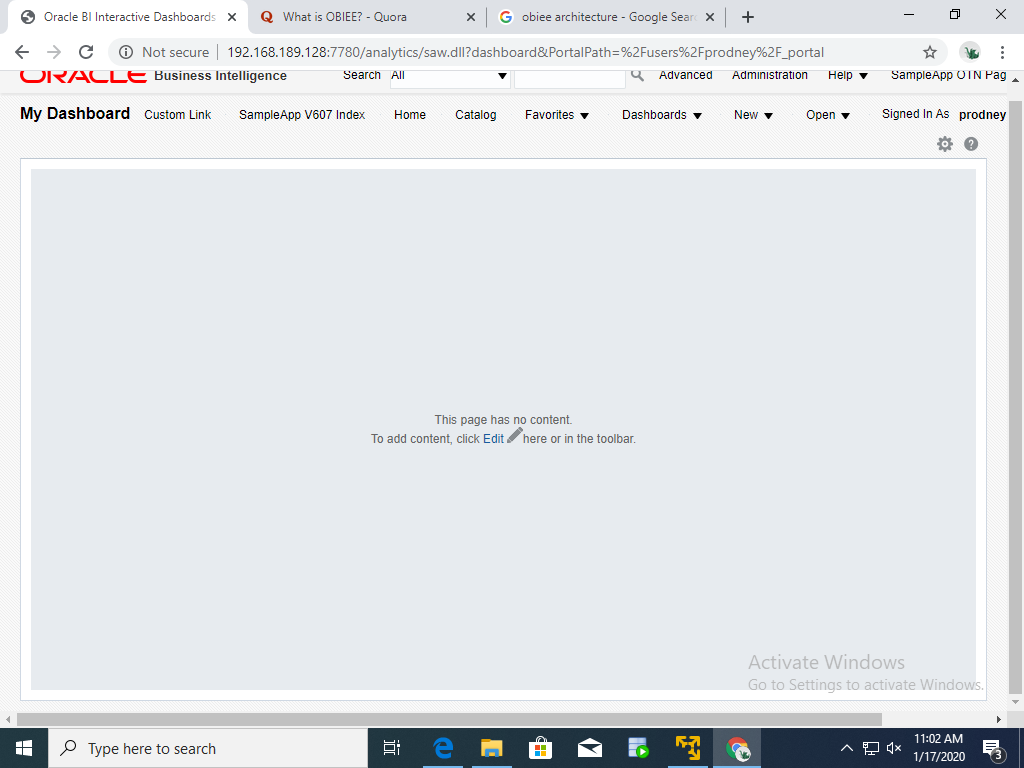 Oracle BI Interactive Dashboards
What is OBIEE? - Quora
obiee architecture - Google Sear
Not secure
192.168.189.128:7780/analytics/saw.dll?dashboard&PortalPath=%2Fusers%2Fprodney%2F_portal
ORACLE Business Intelligence
Search All
Advanced
Administration
Help
SampleApp OTN Pag
My Dashboard
Custom Link
SampleApp V607 Index
Home
Catalog
Favorites
Dashboards
New
Open
Signed In As prodney
This page has no content.
To add content, click Edit here or in the toolbar.
Activate Windows
Go to Settings to activate Windows.
Type here to search
11:02 AM
1/17/2020
3